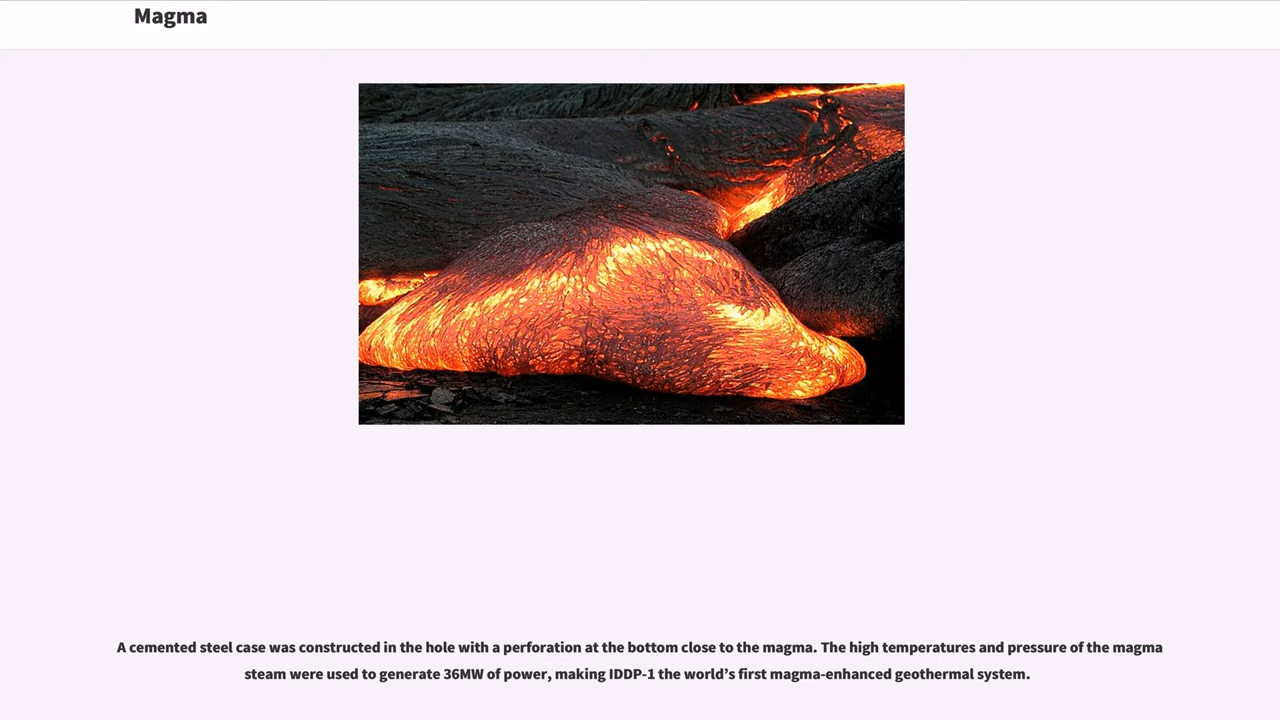 Magma
A cemented steel case was constructed in the hole with a perforation at the bottom close to the magma. The high temperatures and pressure of the magma
steam were used to generate 36MW of power, making IDDP-1 the world’s first magma-enhanced geothermal system.